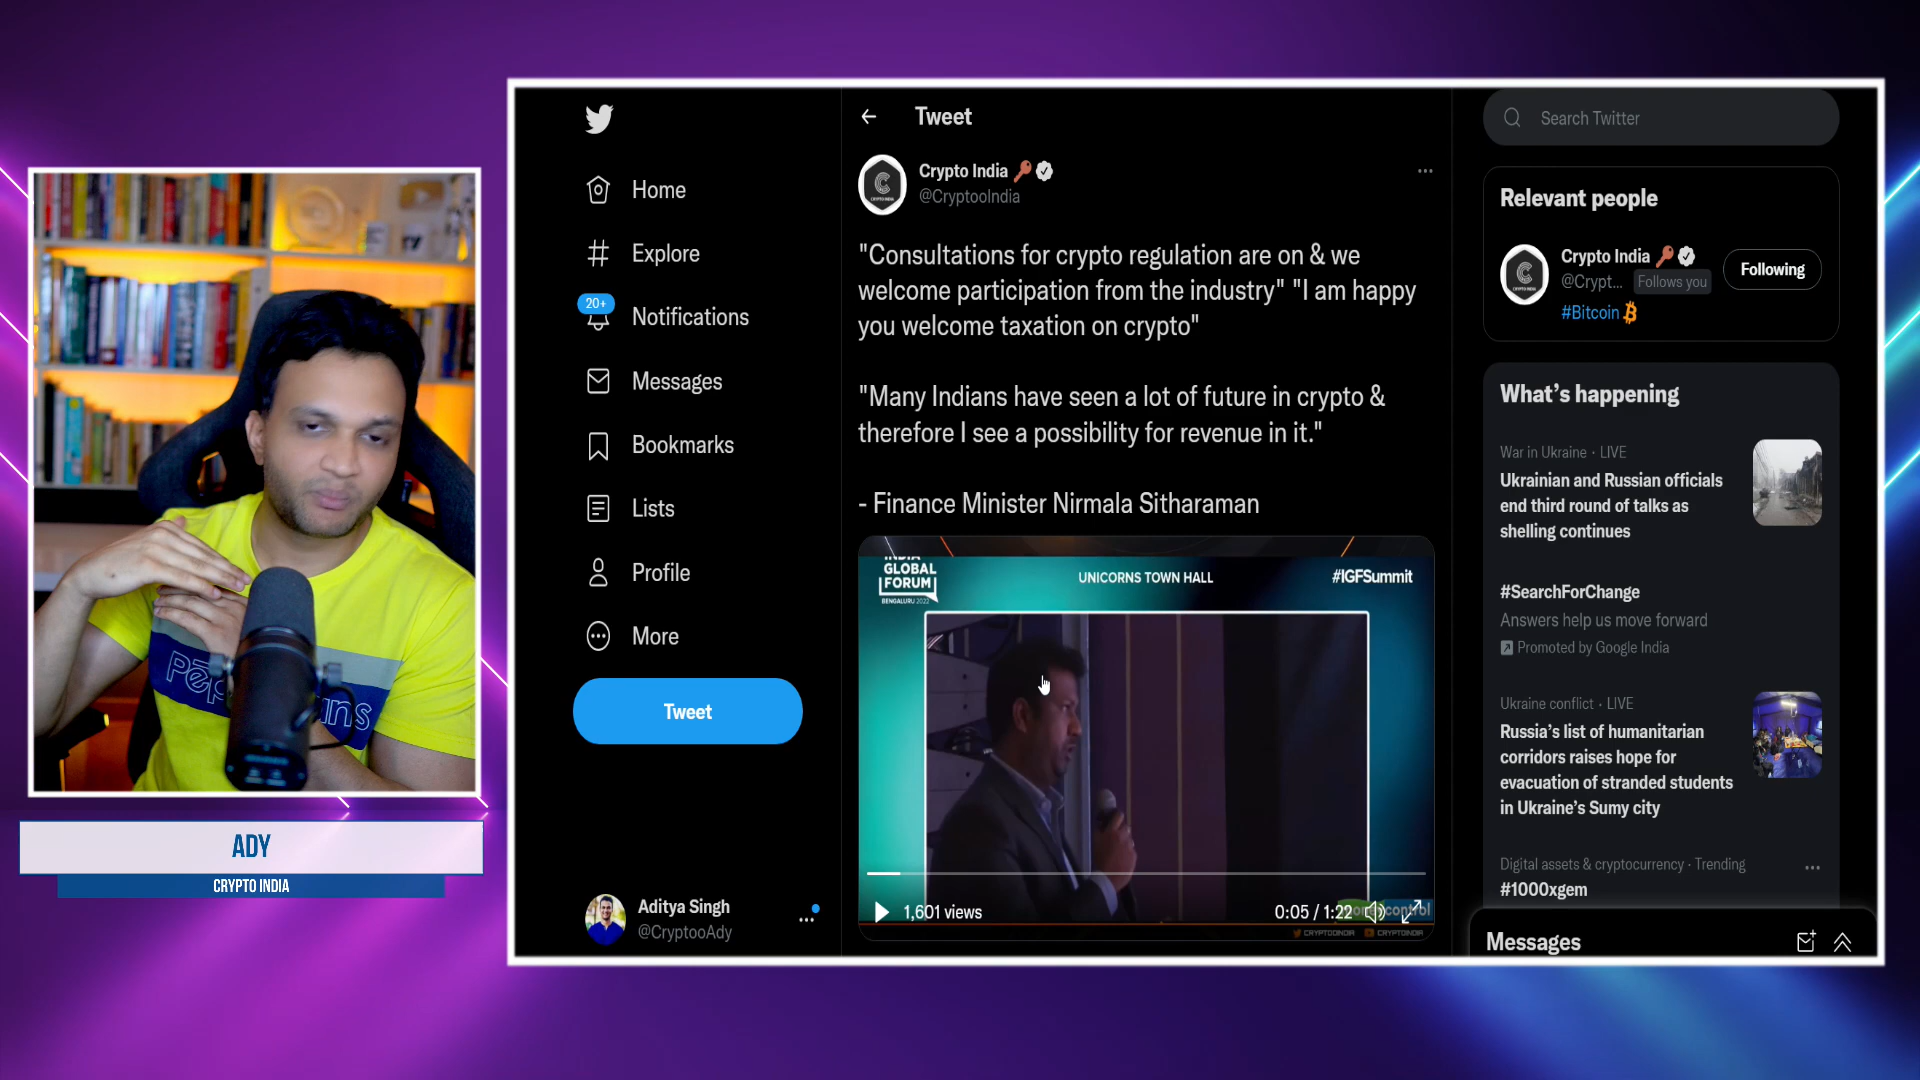 Tweet
Search Twitter
Crypto India
@CryptooIndia
Home
Explore
20+
Notifications
Messages
Bookmarks
Lists
Profile
More
Tweet
"Consultations for crypto regulation are on & we
welcome participation from the industry" "I am happy
you welcome taxation on crypto"
"Many Indians have seen a lot of future in crypto &
therefore I see a possibility for revenue in it."
- Finance Minister Nirmala Sitharaman
INDIA
GLOBAL
FORUM
BENGALURU 2022
UNICORNS TOWN HALL
#IGFSummit
1,601 views
0:05 / 1:22
control
CRYPTOOINDIA
CRYPTOINDIA
Relevant people
Crypto India
@Crypt...
Follows you
Following
#Bitcoin
What's happening
War in Ukraine · LIVE
Ukrainian and Russian officials
end third round of talks as
shelling continues
#SearchForChange
Answers help us move forward
Promoted by Google India
Ukraine conflict · LIVE
Russia's list of humanitarian
corridors raises hope for
evacuation of stranded students
in Ukraine's Sumy city
Digital assets & cryptocurrency · Trending
#1000xgem
Messages
Aditya Singh
@CryptooAdy
ADY
CRYPTO INDIA